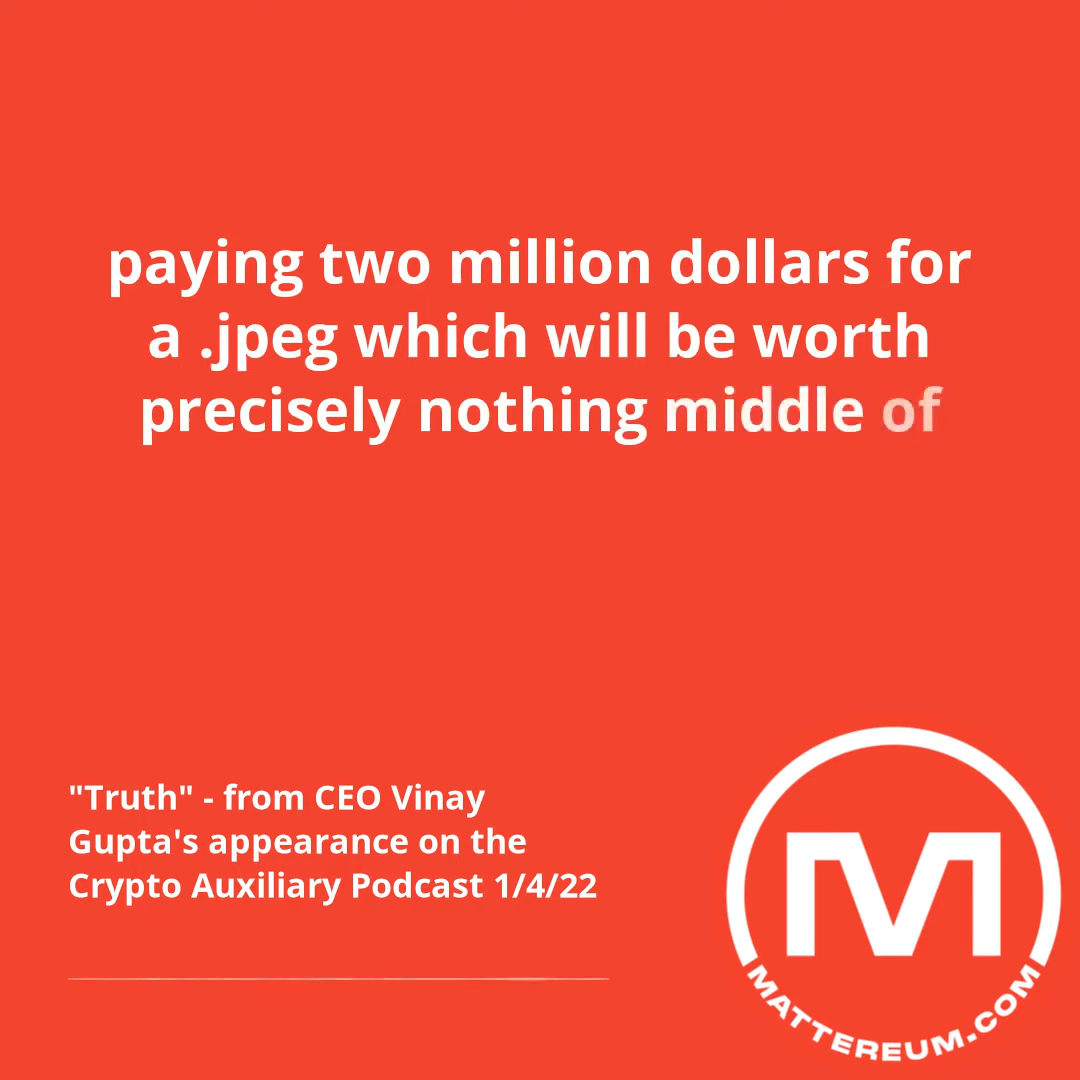 paying two million dollars for
a .jpeg which will be worth
precisely nothing middle of
"Truth" - from CEO Vinay
Gupta's appearance on the
Crypto Auxiliary Podcast 1/4/22
M
MATTEREUM.COM